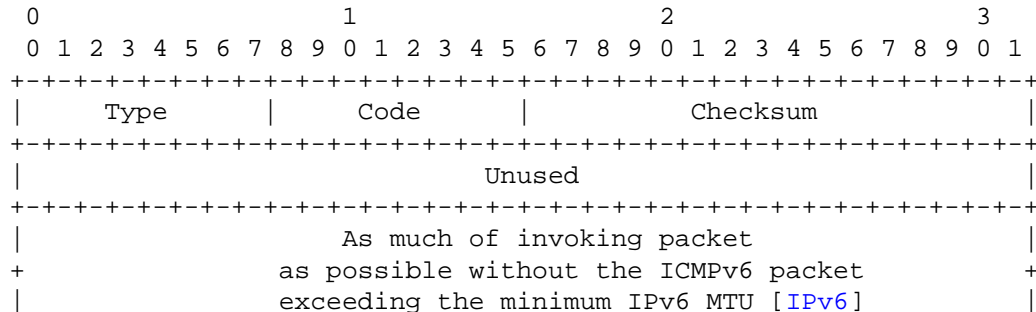 0                   1                   2                   3
 0 1 2 3 4 5 6 7 8 9 0 1 2 3 4 5 6 7 8 9 0 1 2 3 4 5 6 7 8 9 0 1
+-+-+-+-+-+-+-+-+-+-+-+-+-+-+-+-+-+-+-+-+-+-+-+-+-+-+-+-+-+-+-+-+
|     Type      |     Code      |          Checksum             |
+-+-+-+-+-+-+-+-+-+-+-+-+-+-+-+-+-+-+-+-+-+-+-+-+-+-+-+-+-+-+-+-+
|                             Unused                            |
+-+-+-+-+-+-+-+-+-+-+-+-+-+-+-+-+-+-+-+-+-+-+-+-+-+-+-+-+-+-+-+-+
|                    As much of invoking packet                 |
+                as possible without the ICMPv6 packet          +
|                exceeding the minimum IPv6 MTU [IPv6]          |